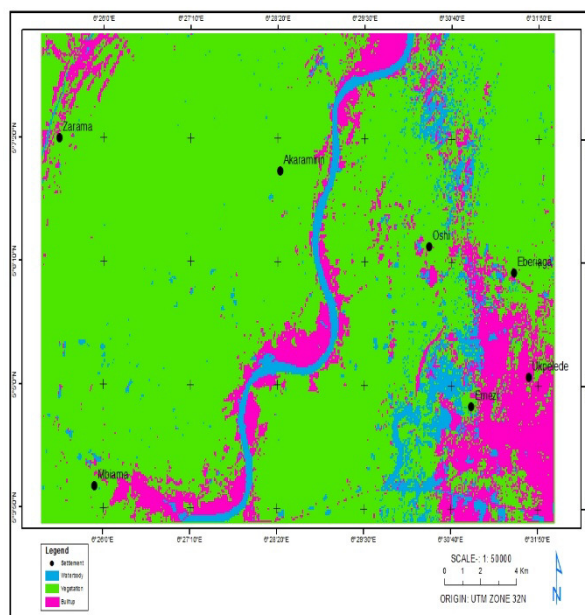 6°26'0"E 6°27'10"E 6°28'20"E 6°28'30"E 6°30'40"E 6°31'50"E
Zarama
Akaramini
Oshi
Eberiaga
Ukpelede
Emezi
Mbiama
6°26'0"E 6°27'10"E 6°28'20"E 6°29'30"E 6°30'40"E 6°31'50"E
Legend
Settlement
Waterbody
Vegetation
Builtup
SCALE-: 1: 50000
0 1 2 4 Km
ORIGIN: UTM ZONE 32N